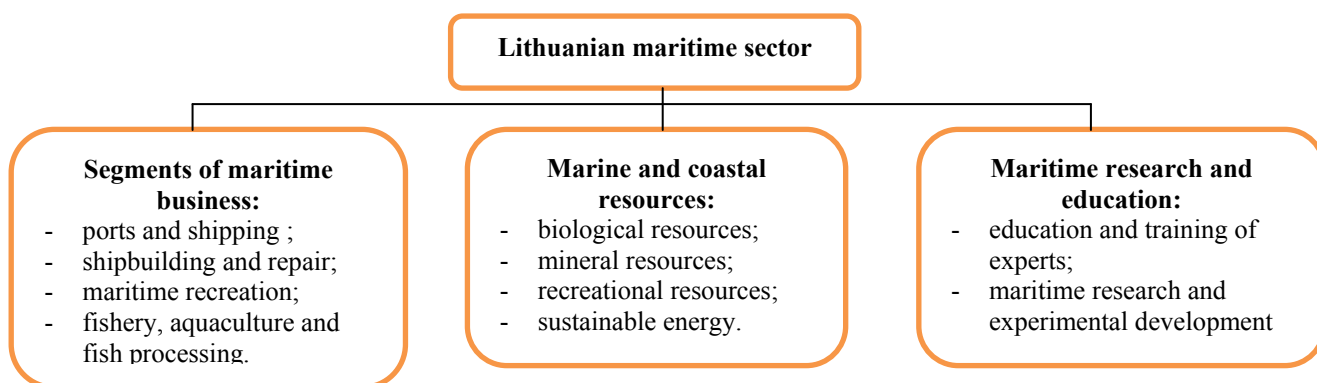 Lithuanian maritime sector
Segments of maritime
business:
- ports and shipping ;
- shipbuilding and repair;
- maritime recreation;
- fishery, aquaculture and
fish processing.
Marine and coastal
resources:
- biological resources;
- mineral resources;
- recreational resources;
- sustainable energy.
Maritime research and
education:
- education and training of
experts;
- maritime research and
experimental development